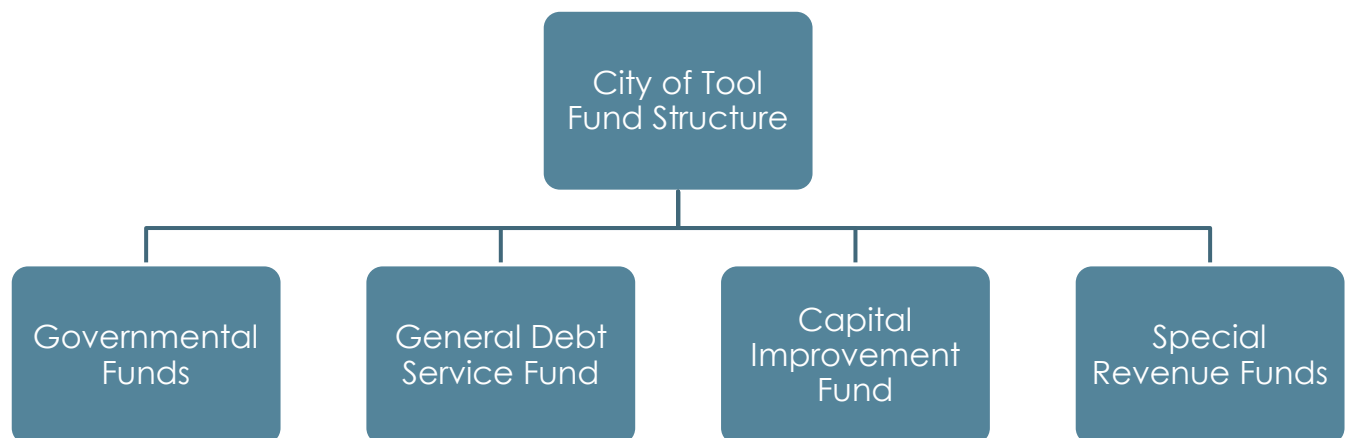 City of Tool
Fund Structure
Governmental
Funds
General Debt
Service Fund
Capital
Improvement
Fund
Special
Revenue Funds